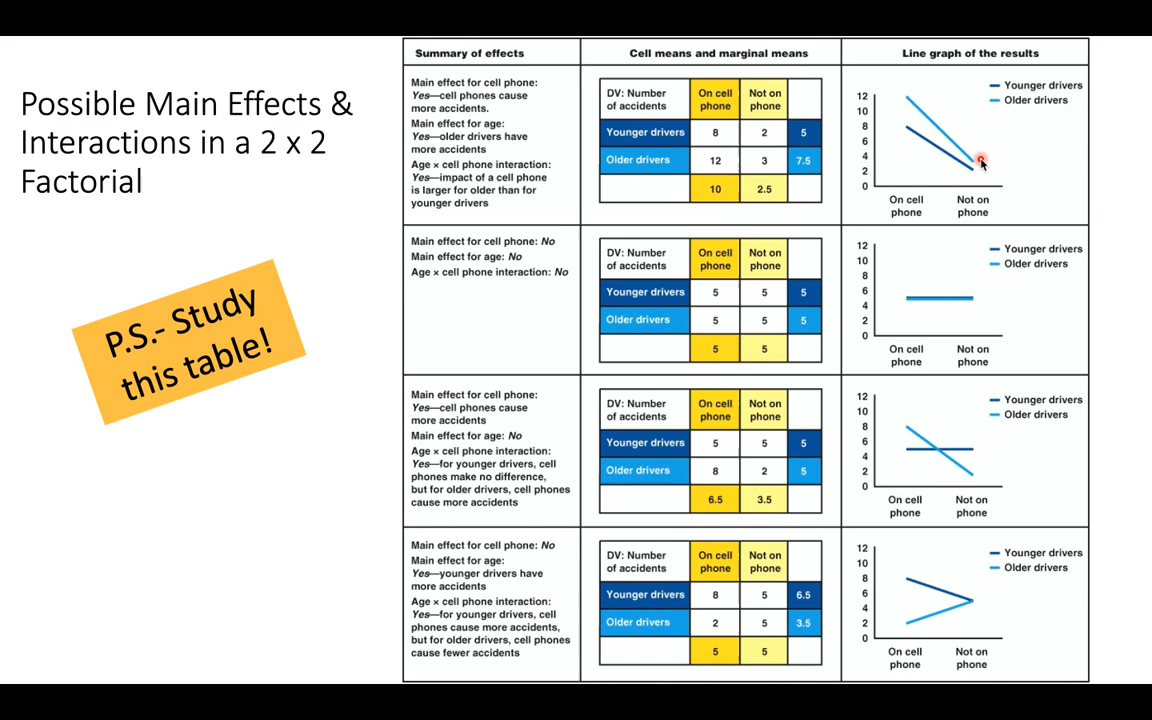 Possible Main Effects &
Interactions in a 2 x 2
Factorial
P.S.- Study
this table!
Summary of effects
Cell means and marginal means
Line graph of the results
Main effect for cell phone:
Yes—cell phones cause
more accidents.
Main effect for age:
Yes—older drivers have
more accidents
Age × cell phone interaction:
Yes—impact of a cell phone
is larger for older than for
younger drivers
DV: Number
of accidents
On cell
phone
Not on
phone
Younger drivers 8 2 5
Older drivers 12 3 7.5
10 2.5
Younger drivers
Older drivers
12
10
8
6
4
2
0
On cell
phone
Not on
phone
Main effect for cell phone: No
Main effect for age: No
Age × cell phone interaction: No
DV: Number
of accidents
On cell
phone
Not on
phone
Younger drivers 5 5 5
Older drivers 5 5 5
5 5
Younger drivers
Older drivers
12
10
8
6
4
2
0
On cell
phone
Not on
phone
Main effect for cell phone:
Yes—cell phones cause
more accidents
Main effect for age: No
Age × cell phone interaction:
Yes—for younger drivers, cell
phones make no difference,
but for older drivers, cell phones
cause more accidents
DV: Number
of accidents
On cell
phone
Not on
phone
Younger drivers 5 5 5
Older drivers 8 2 5
6.5 3.5
Younger drivers
Older drivers
12
10
8
6
4
2
0
On cell
phone
Not on
phone
Main effect for cell phone: No
Main effect for age:
Yes—younger drivers have
more accidents
Age × cell phone interaction:
Yes—for younger drivers, cell
phones cause more accidents,
but for older drivers, cell phones
cause fewer accidents
DV: Number
of accidents
On cell
phone
Not on
phone
Younger drivers 8 5 6.5
Older drivers 2 5 3.5
5 5
Younger drivers
Older drivers
12
10
8
6
4
2
0
On cell
phone
Not on
phone